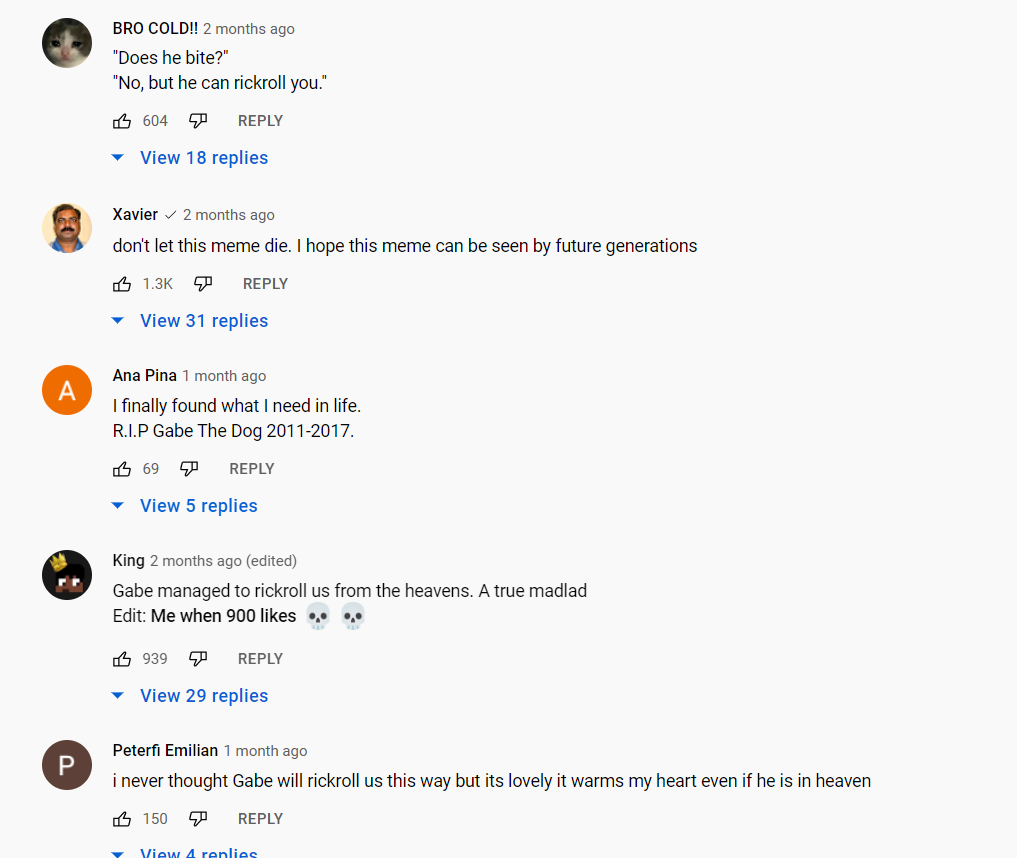 BRO COLD!! 2 months ago
"Does he bite?"
"No, but he can rickroll you."
604 REPLY
View 18 replies
Xavier 2 months ago
don't let this meme die. I hope this meme can be seen by future generations
1.3K REPLY
View 31 replies
A
Ana Pina 1 month ago
I finally found what I need in life.
R.I.P Gabe The Dog 2011-2017.
69 REPLY
View 5 replies
King 2 months ago (edited)
Gabe managed to rickroll us from the heavens. A true madlad
Edit: Me when 900 likes 💀 💀
939 REPLY
View 29 replies
P
Peterfi Emilian 1 month ago
i never thought Gabe will rickroll us this way but its lovely it warms my heart even if he is in heaven
150 REPLY
View 4 replies